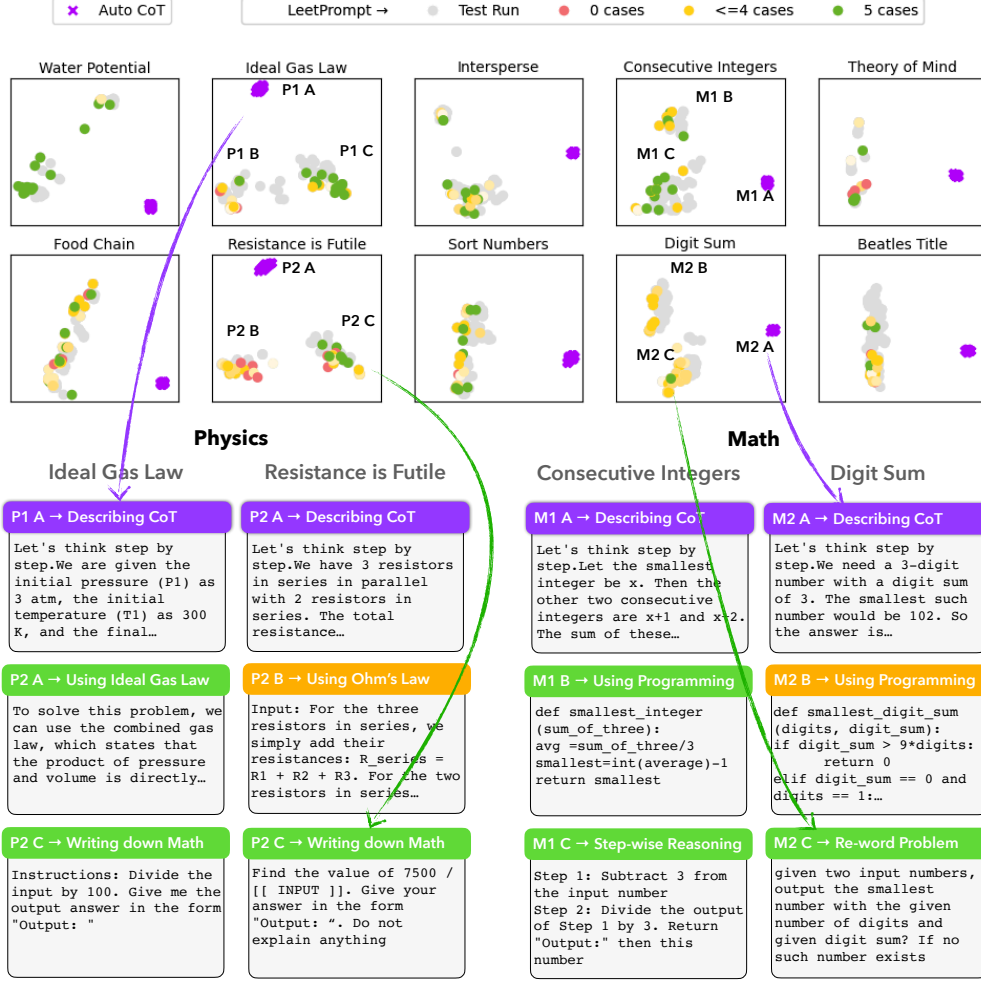 Auto CoT
LeetPrompt →
Test Run
0 cases
<=4 cases
5 cases
Water Potential
Ideal Gas Law
Intersperse
Consecutive Integers
Theory of Mind
P1 A
P1 B
P1 C
M1 B
M1 C
M1 A
Food Chain
Resistance is Futile
Sort Numbers
Digit Sum
Beatles Title
P2 A
P2 B
P2 C
M2 B
M2 A
M2 C
Physics
Math
Ideal Gas Law
Resistance is Futile
Consecutive Integers
Digit Sum
P1 A → Describing CoT
Let's think step by
step.We are given the
initial pressure (P1) as
3 atm, the initial
temperature (T1) as 300
K, and the final…
P2 A → Describing CoT
Let's think step by
step.We have 3 resistors
in series in parallel
with 2 resistors in
series. The total
resistance…
M1 A → Describing CoT
Let's think step by
step.Let the smallest
integer be x. Then the
other two consecutive
integers are x+1 and x+2.
The sum of these…
M2 A → Describing CoT
Let's think step by
step.We need a 3-digit
number with a digit sum
of 3. The smallest such
number would be 102. So
the answer is…
P2 A → Using Ideal Gas Law
To solve this problem, we
can use the combined gas
law, which states that
the product of pressure
and volume is directly…
P2 B → Using Ohm's Law
Input: For the three
resistors in series, we
simply add their
resistances: R_series =
R1 + R2 + R3. For the two
resistors in series…
M1 B → Using Programming
def smallest_integer
(sum_of_three):
avg =sum_of_three/3
smallest=int(average)-1
return smallest
M2 B → Using Programming
def smallest_digit_sum
(digits, digit_sum):
if digit_sum > 9*digits:
return 0
elif digit_sum == 0 and
digits == 1:…
P2 C → Writing down Math
Instructions: Divide the
input by 100. Give me the
output answer in the form
"Output: "
P2 C → Writing down Math
Find the value of 7500 /
[[ INPUT ]]. Give your
answer in the form
"Output: “. Do not
explain anything
M1 C → Step-wise Reasoning
Step 1: Subtract 3 from
the input number
Step 2: Divide the output
of Step 1 by 3. Return
"Output:" then this
number
M2 C → Re-word Problem
given two input numbers,
output the smallest
number with the given
number of digits and
given digit sum? If no
such number exists